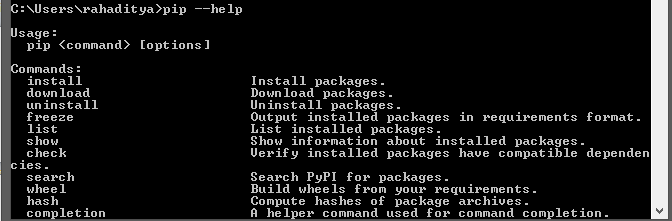 C:\Users\rahaditya>pip --help
Usage:
pip <command> [options]
Commands:
install Install packages.
download Download packages.
uninstall Uninstall packages.
freeze Output installed packages in requirements format.
list List installed packages.
show Show information about installed packages.
check Verify installed packages have compatible dependen
cies.
search Search PyPI for packages.
wheel Build wheels from your requirements.
hash Compute hashes of package archives.
completion A helper command used for command completion.